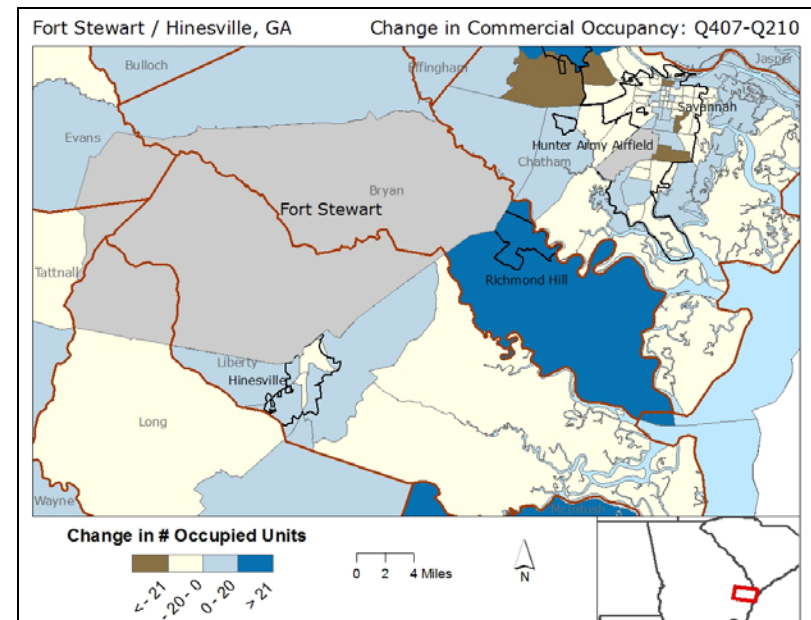 Fort Stewart / Hinesville, GA
Change in Commercial Occupancy: Q407-Q210
Bulloch
Effingham
Jasper
Savannah
Evans
Hunter Army Airfield
Chatham
Bryan
Fort Stewart
Tattnall
Richmond Hill
Liberty
Hinesville
Long
Wayne
McIntosh
Change in # Occupied Units
< - 21
- 20 - 0
0 - 20
> 21
0 2 4 Miles
N